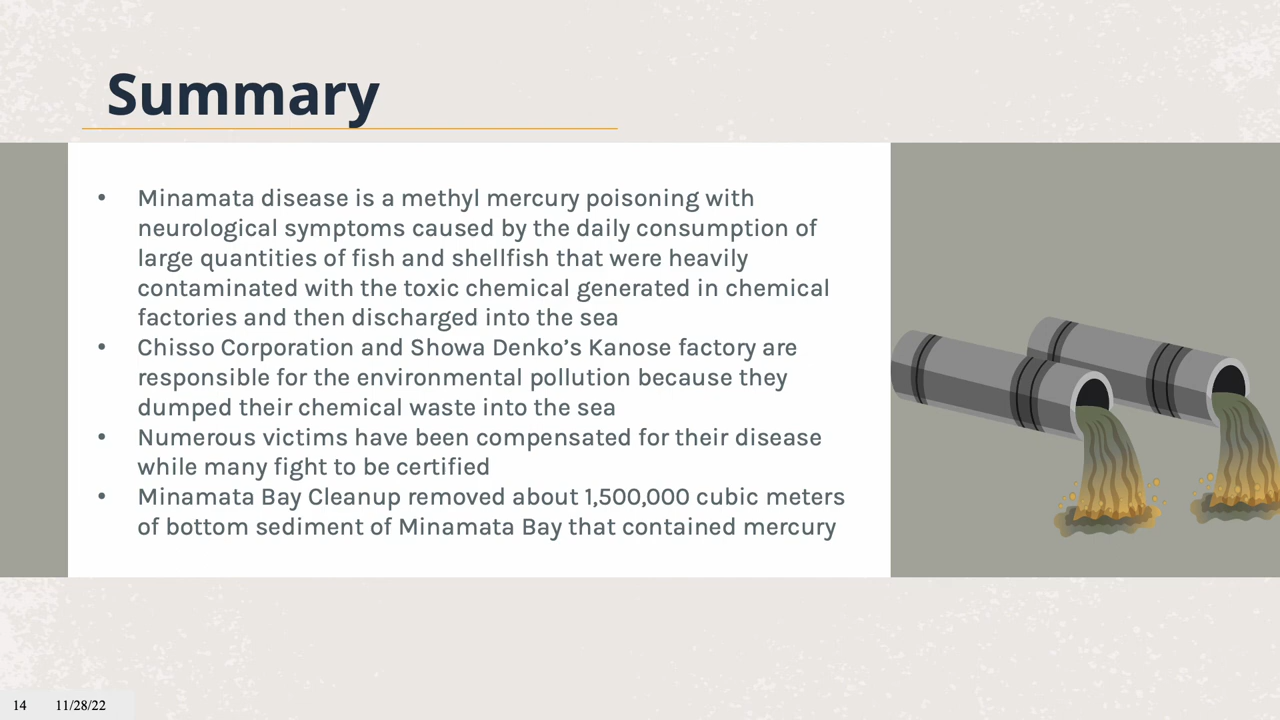 Summary
• Minamata disease is a methyl mercury poisoning with
neurological symptoms caused by the daily consumption of
large quantities of fish and shellfish that were heavily
contaminated with the toxic chemical generated in chemical
factories and then discharged into the sea
• Chisso Corporation and Showa Denko’s Kanose factory are
responsible for the environmental pollution because they
dumped their chemical waste into the sea
• Numerous victims have been compensated for their disease
while many fight to be certified
• Minamata Bay Cleanup removed about 1,500,000 cubic meters
of bottom sediment of Minamata Bay that contained mercury
14 11/28/22